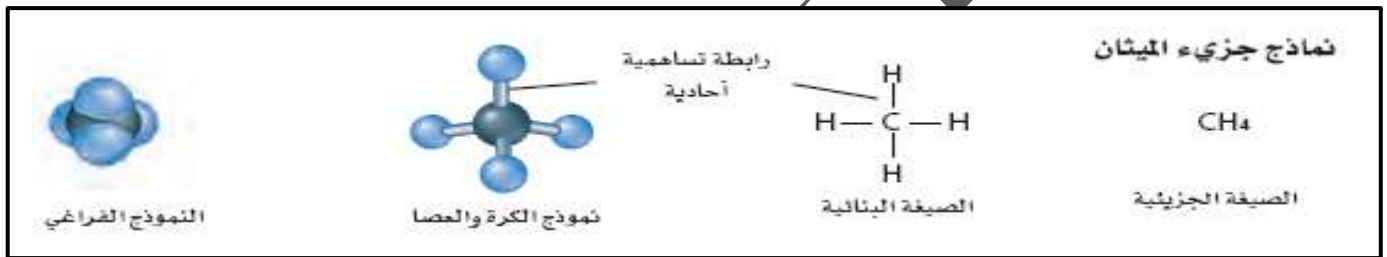 نماذج جزيء الميثان
CH4
الصيغة الجزيئية
H
H—C—H
H
الصيغة البنائية
رابطة تساهمية
أحادية
نموذج الكرة والعصا
النموذج الفراغي